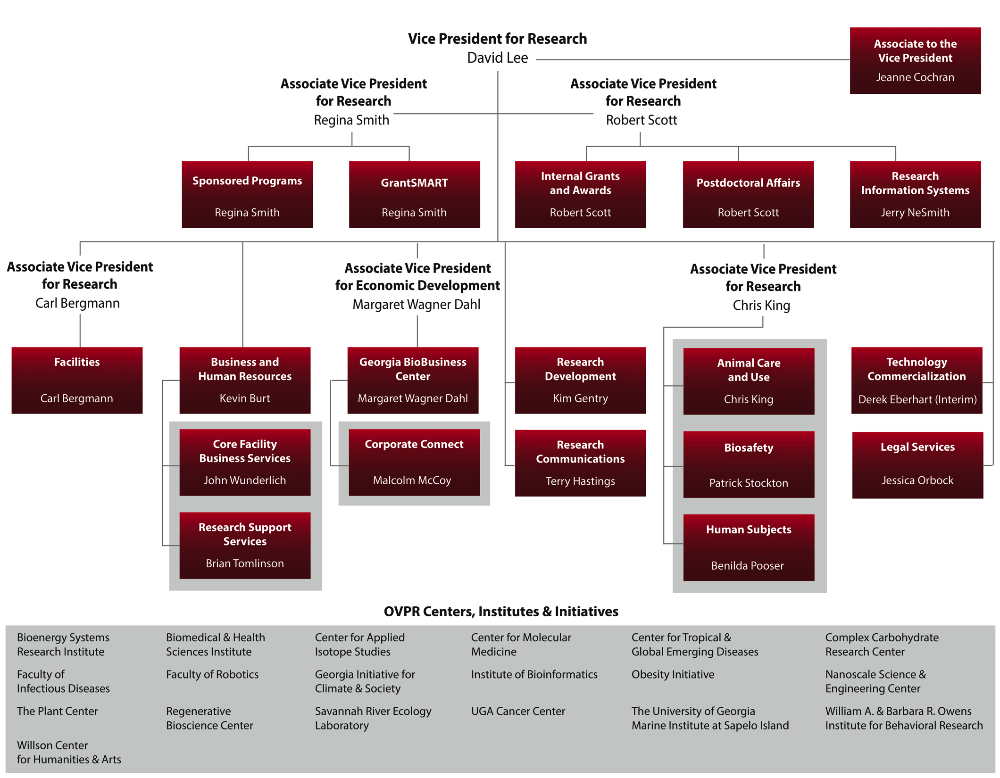 Vice President for Research
David Lee
Associate to the
Vice President
Jeanne Cochran
Associate Vice President
for Research
Regina Smith
Associate Vice President
for Research
Robert Scott
Sponsored Programs
Regina Smith
GrantSMART
Regina Smith
Internal Grants
and Awards
Robert Scott
Postdoctoral Affairs
Robert Scott
Research
Information Systems
Jerry NeSmith
Associate Vice President
for Research
Carl Bergmann
Associate Vice President
for Economic Development
Margaret Wagner Dahl
Associate Vice President
for Research
Chris King
Facilities
Carl Bergmann
Business and
Human Resources
Kevin Burt
Georgia BioBusiness
Center
Margaret Wagner Dahl
Research
Development
Kim Gentry
Animal Care
and Use
Chris King
Technology
Commercialization
Derek Eberhart (Interim)
Core Facility
Business Services
John Wunderlich
Corporate Connect
Malcolm McCoy
Research
Communications
Terry Hastings
Biosafety
Patrick Stockton
Legal Services
Jessica Orbock
Research Support
Services
Brian Tomlinson
Human Subjects
Benilda Pooser
OVPR Centers, Institutes & Initiatives
Bioenergy Systems
Research Institute
Biomedical & Health
Sciences Institute
Center for Applied
Isotope Studies
Center for Molecular
Medicine
Center for Tropical &
Global Emerging Diseases
Complex Carbohydrate
Research Center
Faculty of
Infectious Diseases
Faculty of Robotics
Georgia Initiative for
Climate & Society
Institute of Bioinformatics
Obesity Initiative
Nanoscale Science &
Engineering Center
The Plant Center
Regenerative
Bioscience Center
Savannah River Ecology
Laboratory
UGA Cancer Center
The University of Georgia
Marine Institute at Sapelo Island
William A. & Barbara R. Owens
Institute for Behavioral Research
Willson Center
for Humanities & Arts